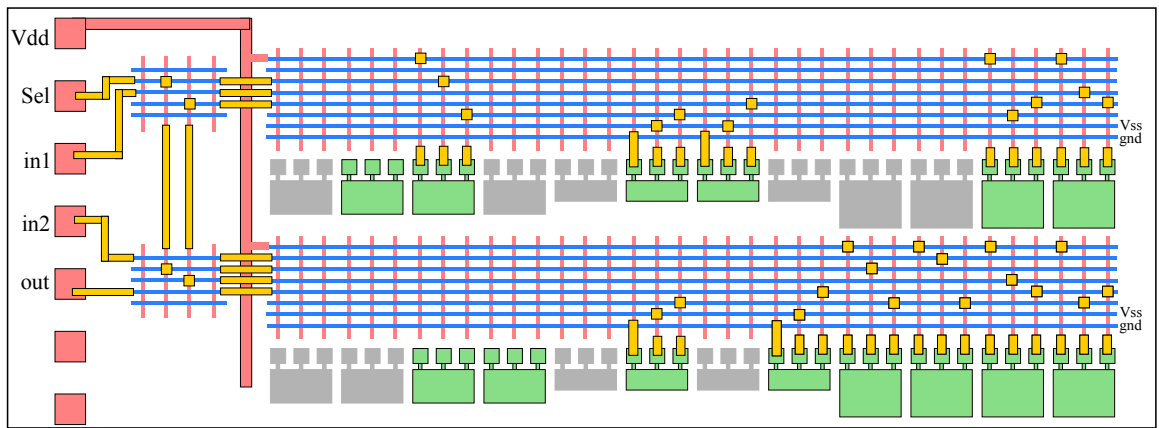 Vdd
Sel
in1
in2
out
Vss
gnd
Vss
gnd